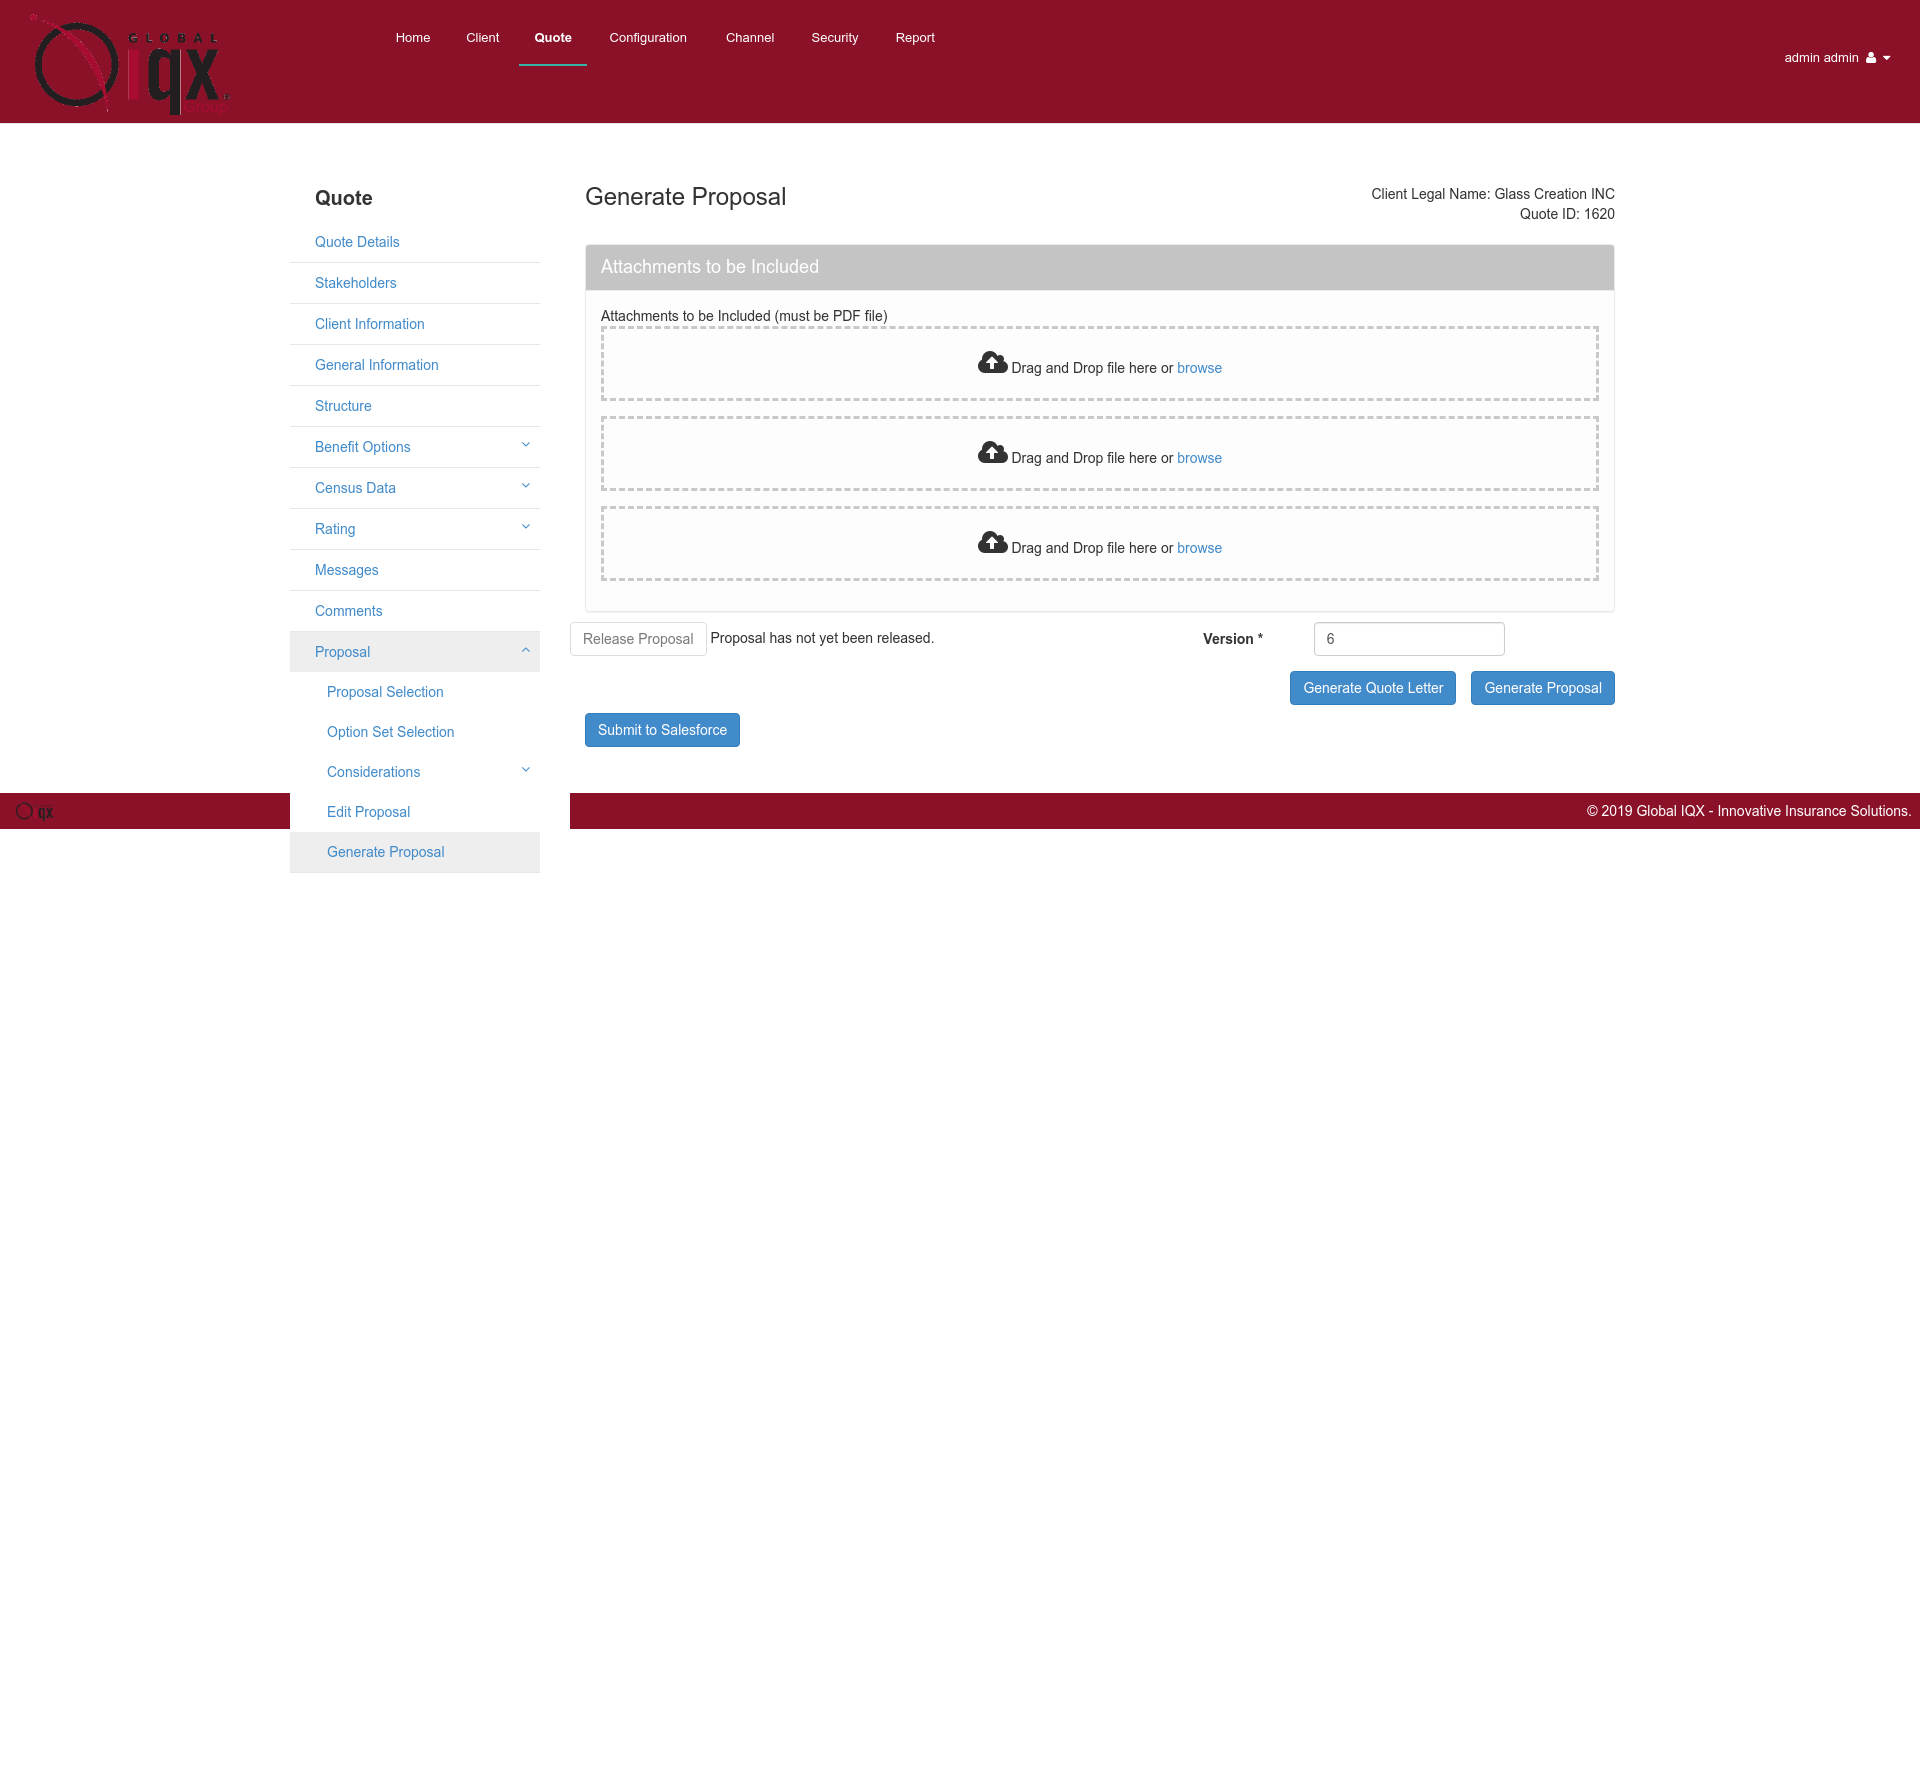 GLOBAL
iqx
Home Client Quote Configuration Channel Security Report
admin admin
Quote
Quote Details
Stakeholders
Client Information
General Information
Structure
Benefit Options
Census Data
Rating
Messages
Comments
Proposal
Proposal Selection
Option Set Selection
Considerations
Edit Proposal
Generate Proposal
Generate Proposal
Client Legal Name: Glass Creation INC
Quote ID: 1620
Attachments to be Included
Attachments to be Included (must be PDF file)
Drag and Drop file here or browse
Drag and Drop file here or browse
Drag and Drop file here or browse
Release Proposal Proposal has not yet been released. Version * 6
Generate Quote Letter Generate Proposal
Submit to Salesforce
iqx
© 2019 Global IQX - Innovative Insurance Solutions.